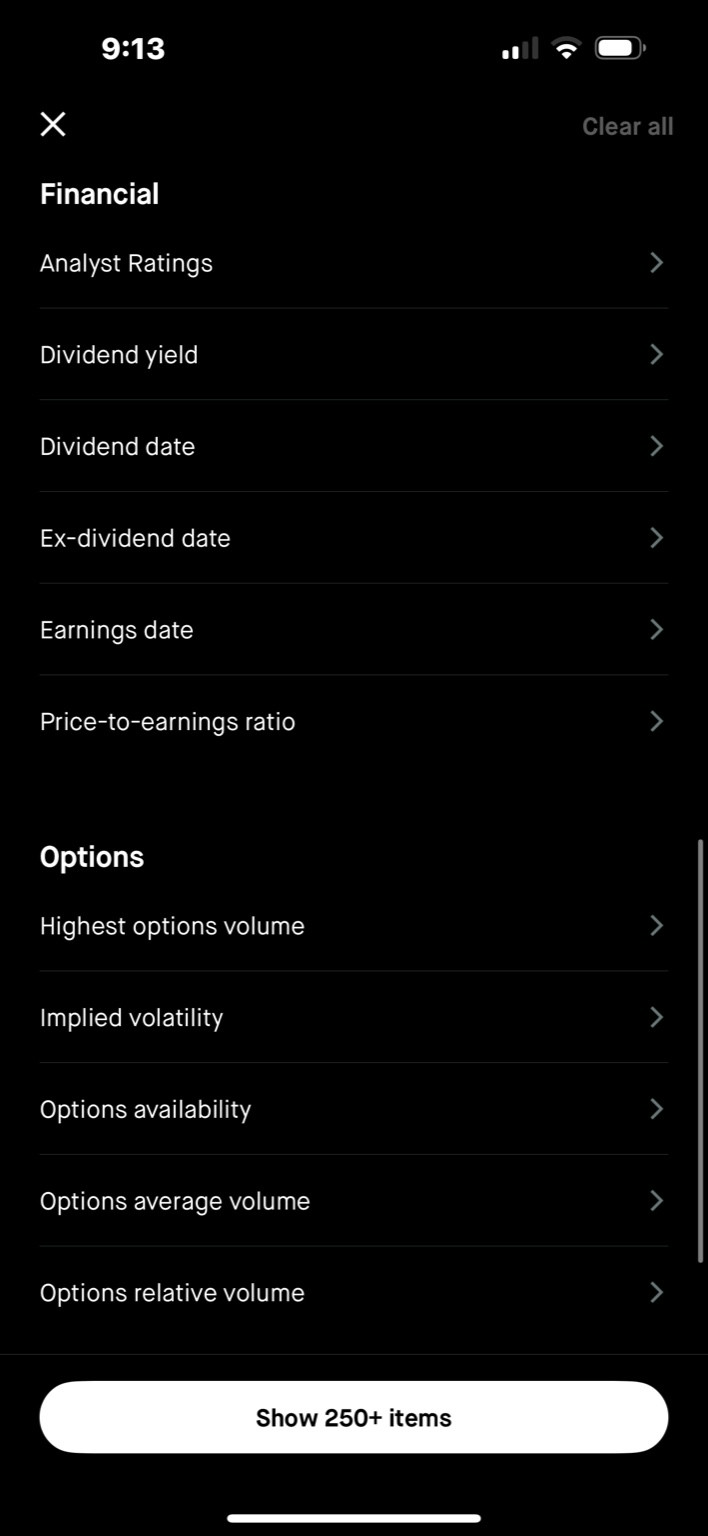 9:13
Clear all
Financial
Analyst Ratings
Dividend yield
Dividend date
Ex-dividend date
Earnings date
Price-to-earnings ratio
Options
Highest options volume
Implied volatility
Options availability
Options average volume
Options relative volume
Show 250+ items